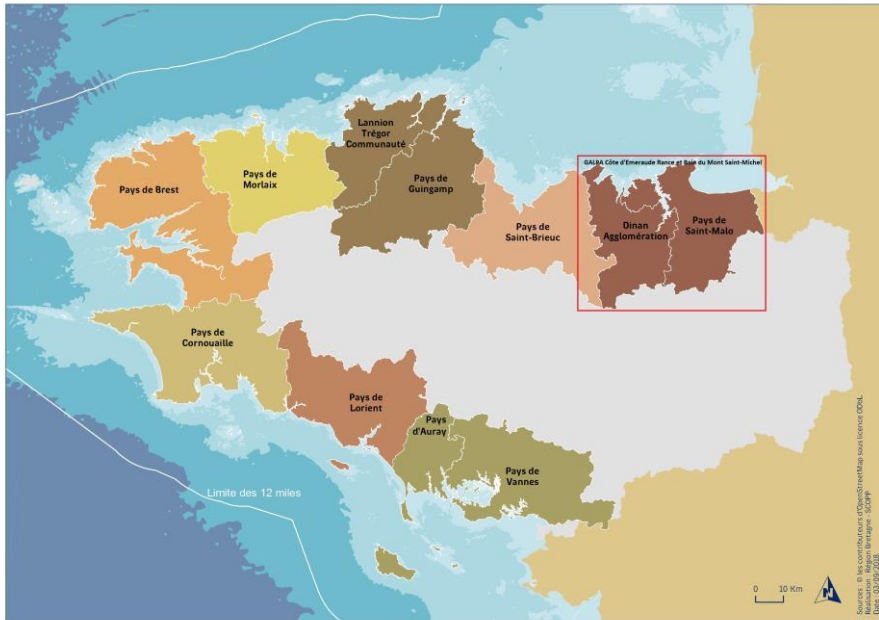 GALPA Côte d'Emeraude Rance et Baie du Mont Saint-Michel
Lannion
Trégor
Communauté
Pays de
Guingamp
Pays de
Morlaix
Pays de Brest
Pays
de Saint-Brieuc
Dinan
Agglomération
Pays de
Saint-Malo
Pays de
Cornouaille
Pays de
Lorient
Pays
d'Auray
Pays de
Vannes
Limite des 12 miles
0 10 Km
N
Sources : © les contributeurs d'OpenStreetMap sous licence ODbL
Réalisation : Région Bretagne - SCOPP
Date : 03/09/2018